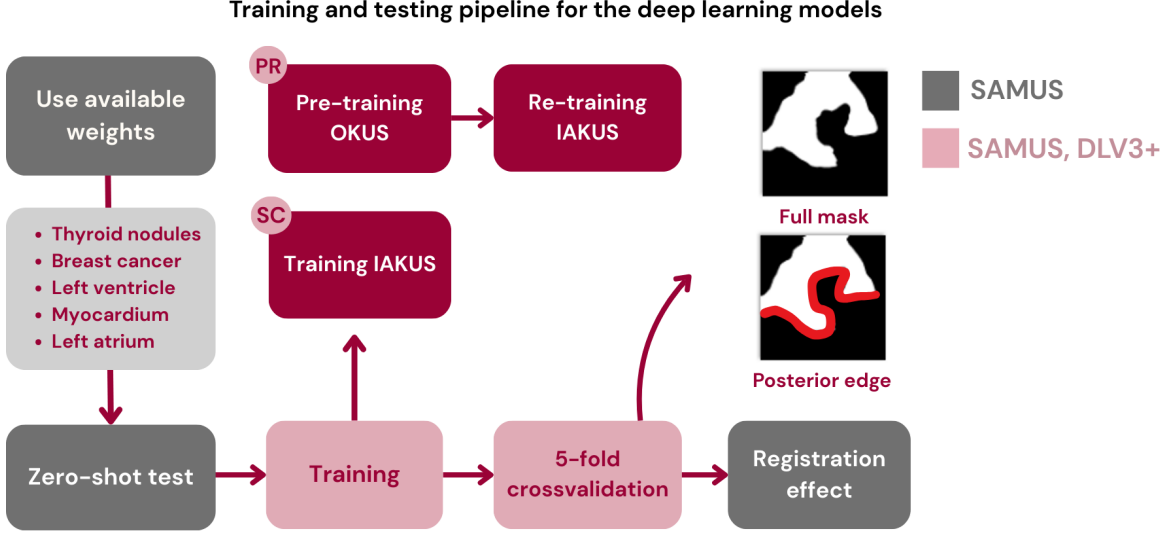 Training and testing pipeline for the deep learning models
Use available
weights
• Thyroid nodules
• Breast cancer
• Left ventricle
• Myocardium
• Left atrium
Zero-shot test
PR
Pre-training
OKUS
Re-training
IAKUS
SC
Training IAKUS
Training
5-fold
crossvalidation
Registration
effect
Full mask
Posterior edge
SAMUS
SAMUS, DLV3+